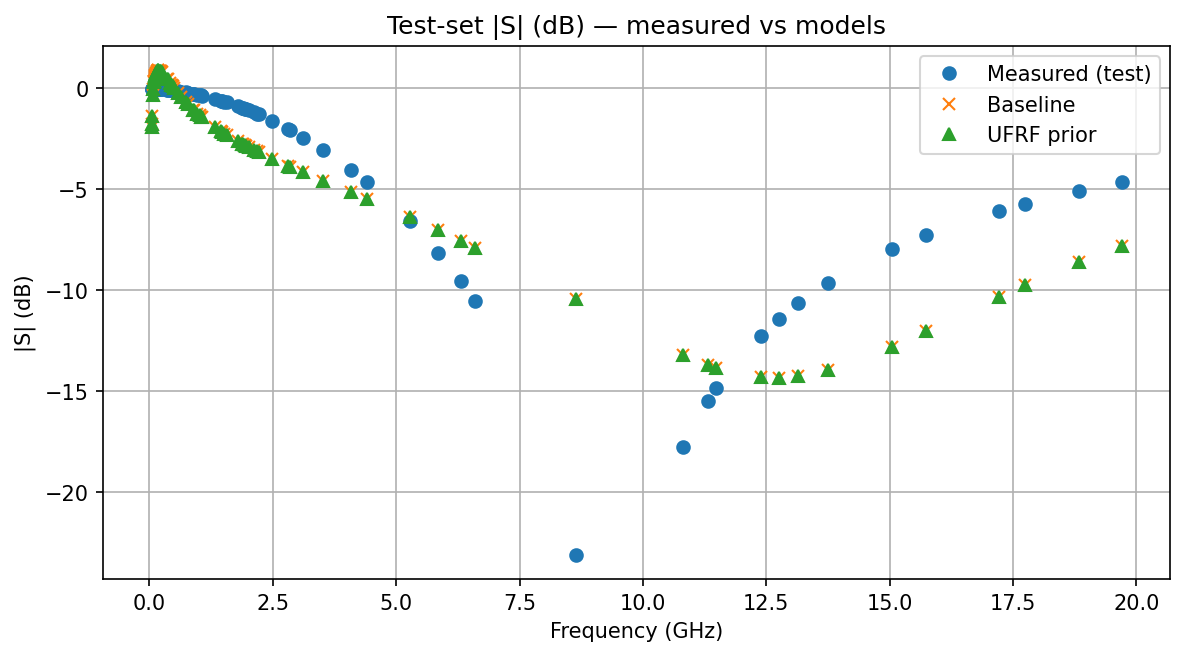 Test-set |S| (dB) — measured vs models
Measured (test)
Baseline
UFRF prior
|S| (dB)
0
−5
−10
−15
−20
0.0 2.5 5.0 7.5 10.0 12.5 15.0 17.5 20.0
Frequency (GHz)